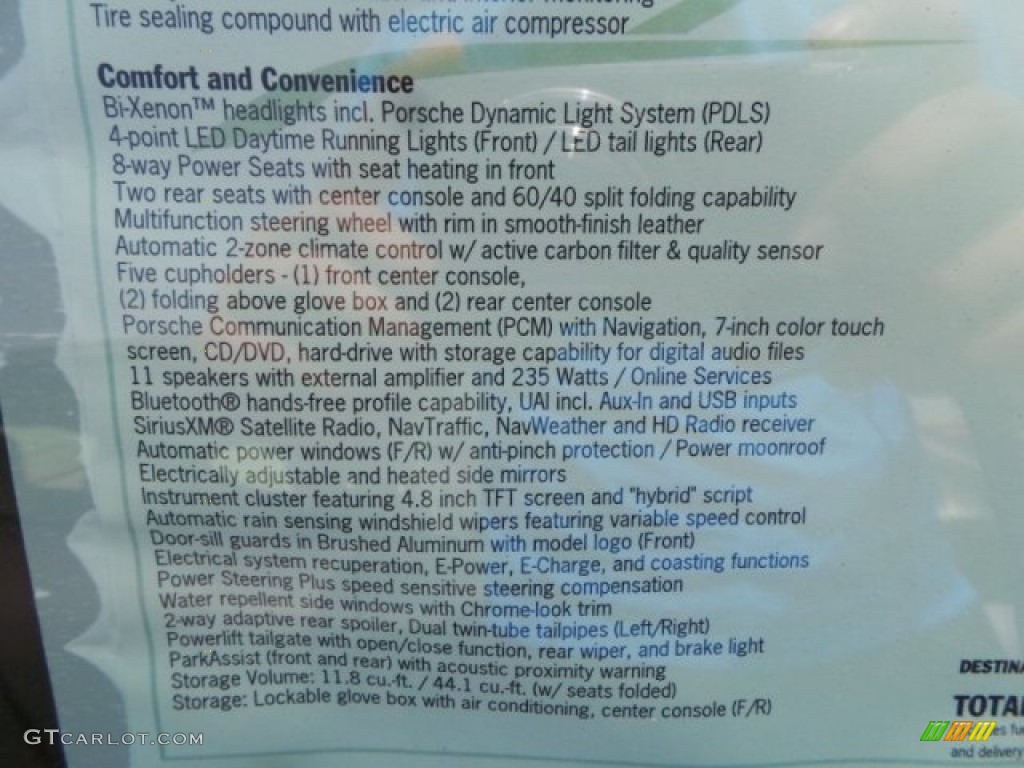 monitoring
Tire sealing compound with electric air compressor
Comfort and Convenience
Bi-Xenon™ headlights incl. Porsche Dynamic Light System (PDLS)
4-point LED Daytime Running Lights (Front) / LED tail lights (Rear)
8-way Power Seats with seat heating in front
Two rear seats with center console and 60/40 split folding capability
Multifunction steering wheel with rim in smooth-finish leather
Automatic 2-zone climate control w/ active carbon filter & quality sensor
Five cupholders - (1) front center console,
(2) folding above glove box and (2) rear center console
Porsche Communication Management (PCM) with Navigation, 7-inch color touch
screen, CD/DVD, hard-drive with storage capability for digital audio files
11 speakers with external amplifier and 235 Watts / Online Services
Bluetooth® hands-free profile capability, UAI incl. Aux-In and USB inputs
SiriusXM® Satellite Radio, NavTraffic, NavWeather and HD Radio receiver
Automatic power windows (F/R) w/ anti-pinch protection / Power moonroof
Electrically adjustable and heated side mirrors
Instrument cluster featuring 4.8 inch TFT screen and "hybrid" script
Automatic rain sensing windshield wipers featuring variable speed control
Door-sill guards in Brushed Aluminum with model logo (Front)
Electrical system recuperation, E-Power, E-Charge, and coasting functions
Power Steering Plus speed sensitive steering compensation
Water repellent side windows with Chrome-look trim
2-way adaptive rear spoiler, Dual twin-tube tailpipes (Left/Right)
Powerlift tailgate with open/close function, rear wiper, and brake light
ParkAssist (front and rear) with acoustic proximity warning
Storage Volume: 11.8 cu.-ft. / 44.1 cu.-ft. (w/ seats folded)
Storage: Lockable glove box with air conditioning, center console (F/R)
DESTINA
TOTA
es fu
and delivery
GTCARLOT.COM